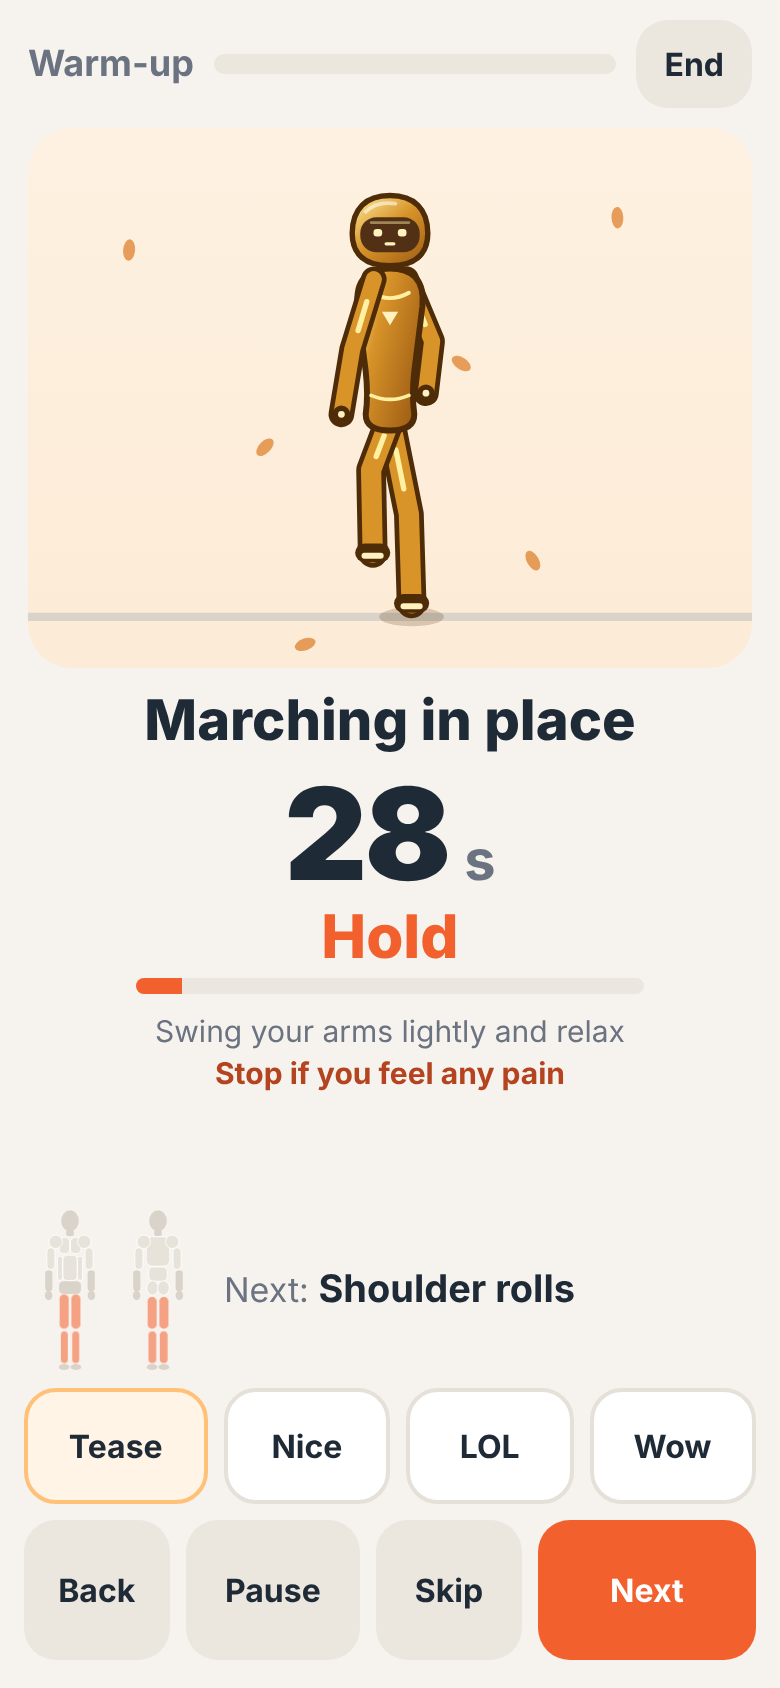 Warm-up
End
Marching in place
28 s
Hold
Swing your arms lightly and relax
Stop if you feel any pain
Next: Shoulder rolls
Tease
Nice
LOL
Wow
Back
Pause
Skip
Next